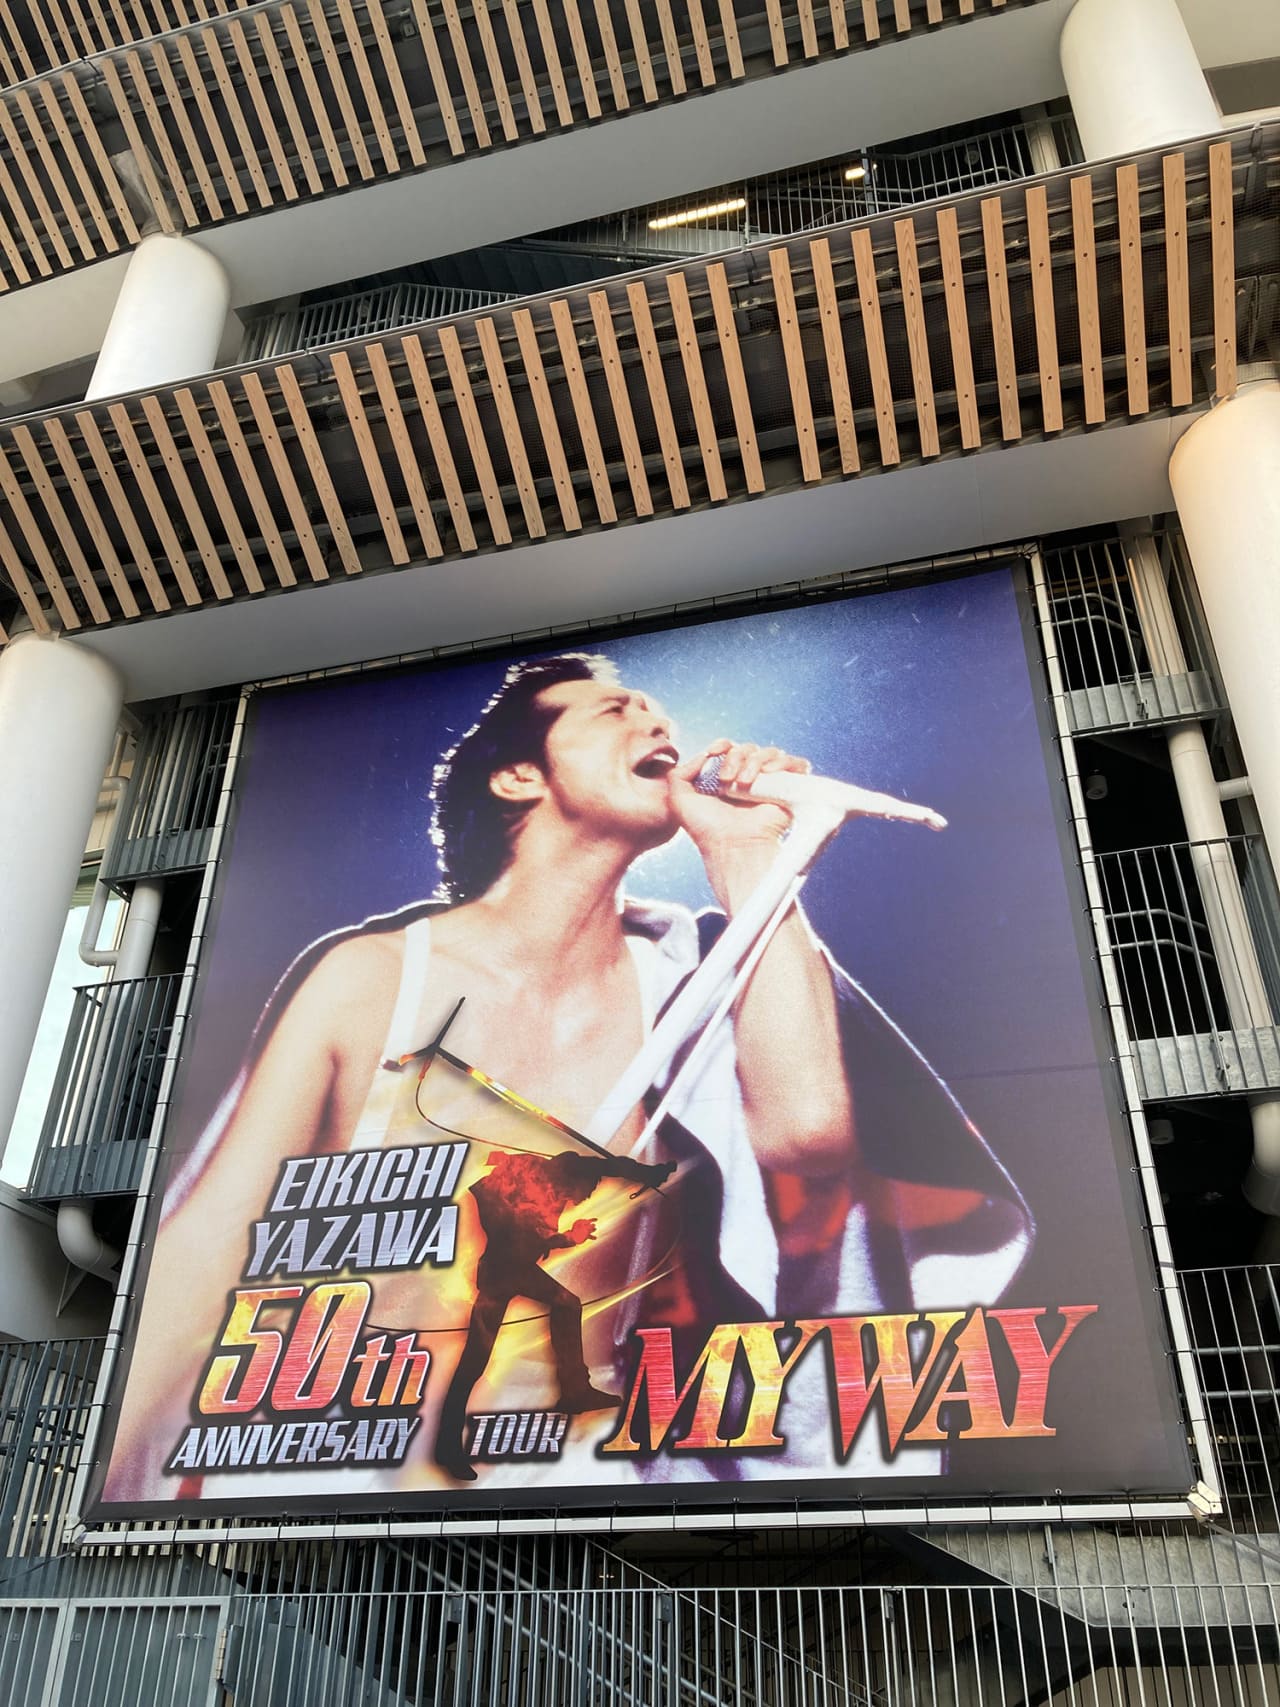 EIKICHI
YAZAWA
50th
ANNIVERSARY TOUR MY WAY